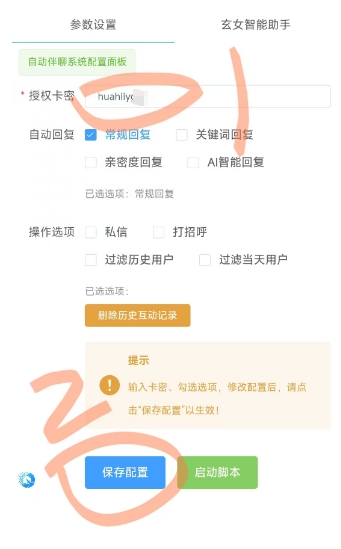 参数设置
玄女智能助手
自动伴聊系统配置面板
* 授权卡密
自动回复 常规回复 关键词回复
亲密度回复 AI智能回复
已选选项：常规回复
操作选项 私信 打招呼
过滤历史用户 过滤当天用户
已选选项：
删除历史互动记录
提示
输入卡密、勾选选项，修改配置后，请点
击“保存配置”以生效！
保存配置 启动脚本